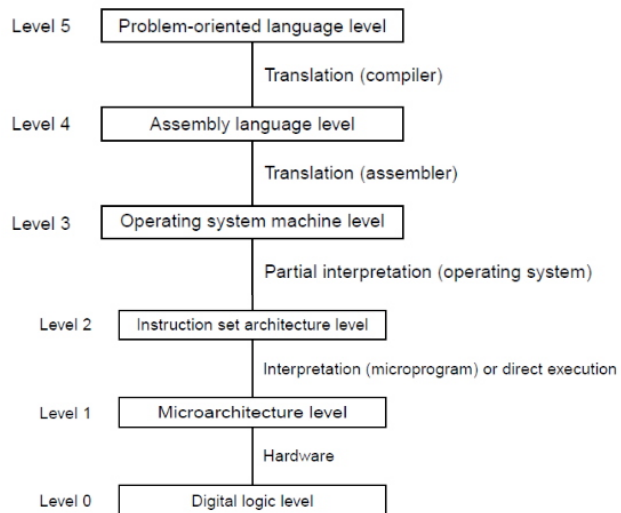 Level 5 Problem-oriented language level
Translation (compiler)
Level 4 Assembly language level
Translation (assembler)
Level 3 Operating system machine level
Partial interpretation (operating system)
Level 2 Instruction set architecture level
Interpretation (microprogram) or direct execution
Level 1 Microarchitecture level
Hardware
Level 0 Digital logic level